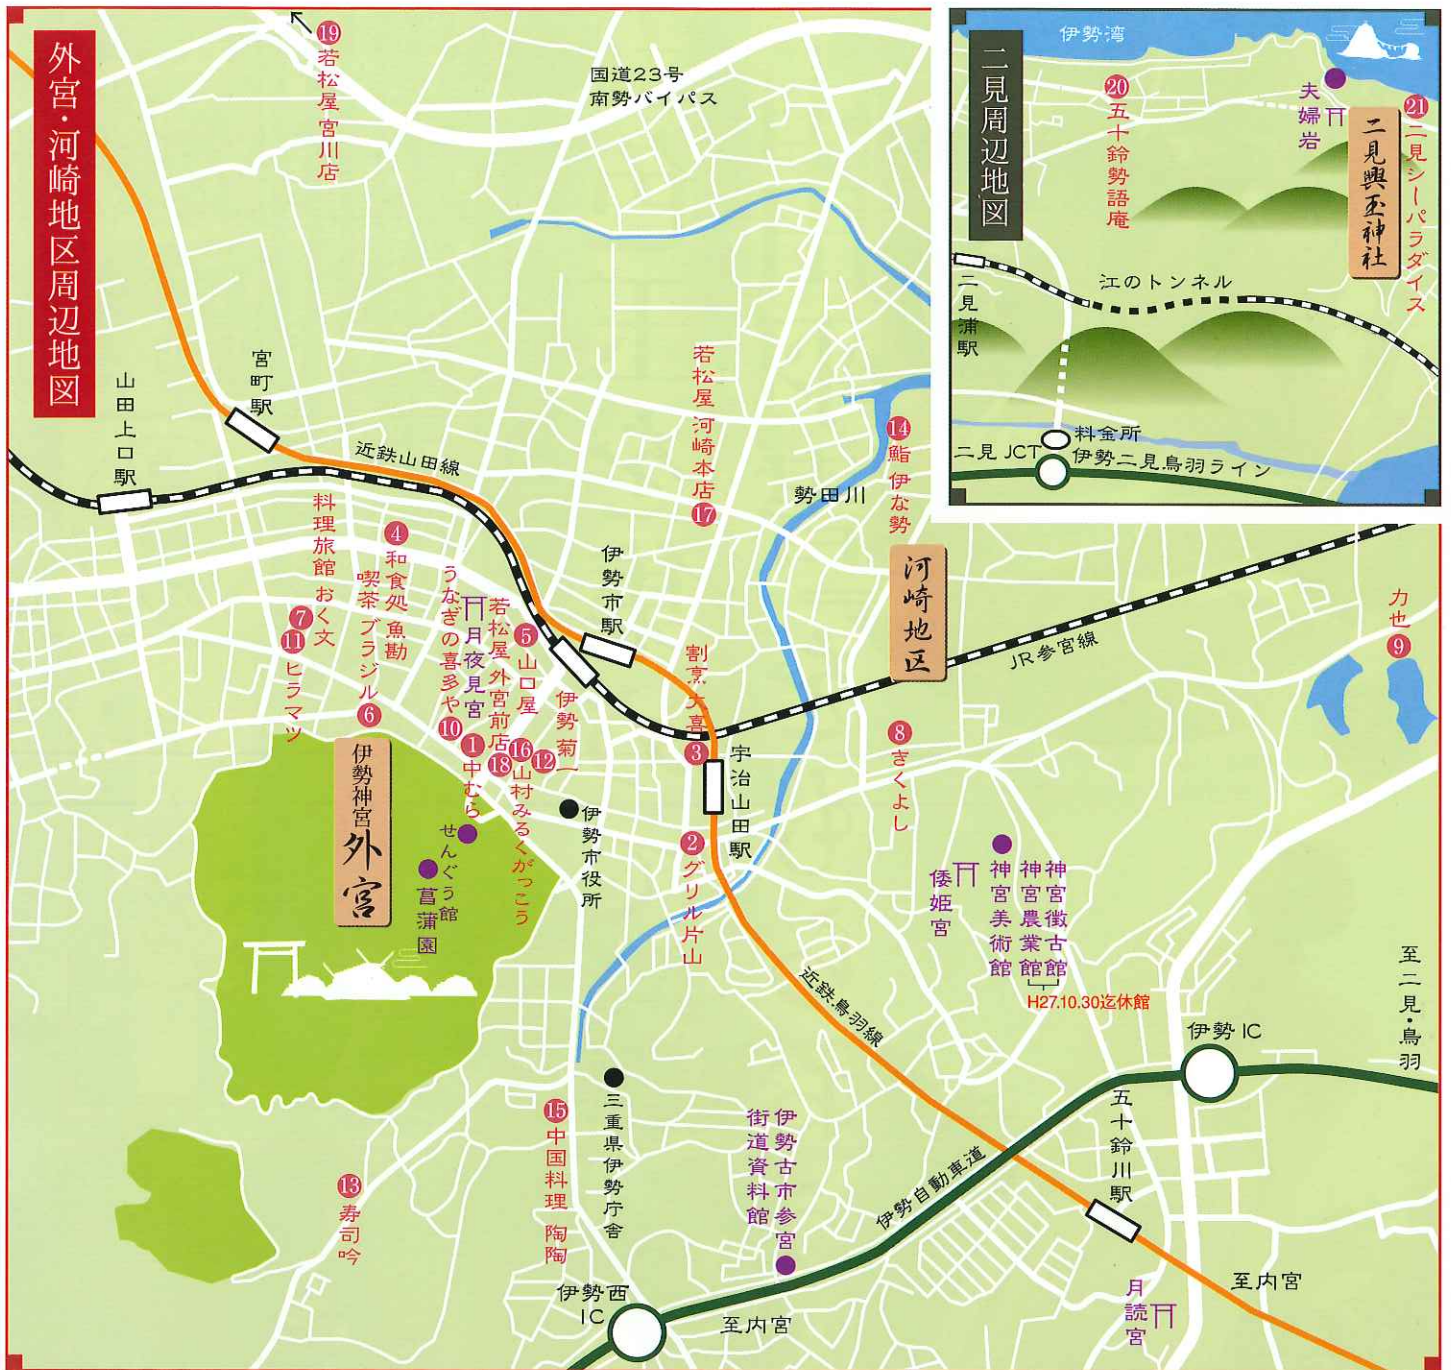 外宮・河崎地区周辺地図
19 若松屋 宮川店
国道23号
南勢バイパス
宮町駅
山田上口駅
近鉄山田線
若松屋 河崎本店 17
勢田川
14 鮨 伊な勢
河崎地区
JR参宮線
力也 9
料理旅館 おく文
7
11 ヒラマツ
4 和食処 魚勘
喫茶 ブラジル 6
うなぎの喜多や 10
月夜見宮
1 中むら
若松屋 外宮前店 18
5 山口屋
16 山村みるくがっこう
伊勢 菊一 12
伊勢市駅
割烹 大喜 3
宇治山田駅
8 きくよし
2 グリル片山
伊勢市役所
伊勢神宮 外宮
せんぐう館
菖蒲園
倭姫宮
神宮美術館
神宮農業館
神宮徴古館
H27.10.30迄休館
近鉄鳥羽線
至二見・鳥羽
伊勢IC
五十鈴川駅
伊勢自動車道
三重県伊勢庁舎
15 中国料理 陶陶
伊勢古市参宮
街道資料館
13 寿司吟
伊勢西
IC
至内宮
至内宮
月読宮
二見周辺地図
伊勢湾
20 五十鈴勢語庵
夫婦岩
二見興玉神社
21 二見シーパラダイス
二見浦駅
江のトンネル
料金所
二見JCT
伊勢二見鳥羽ライン